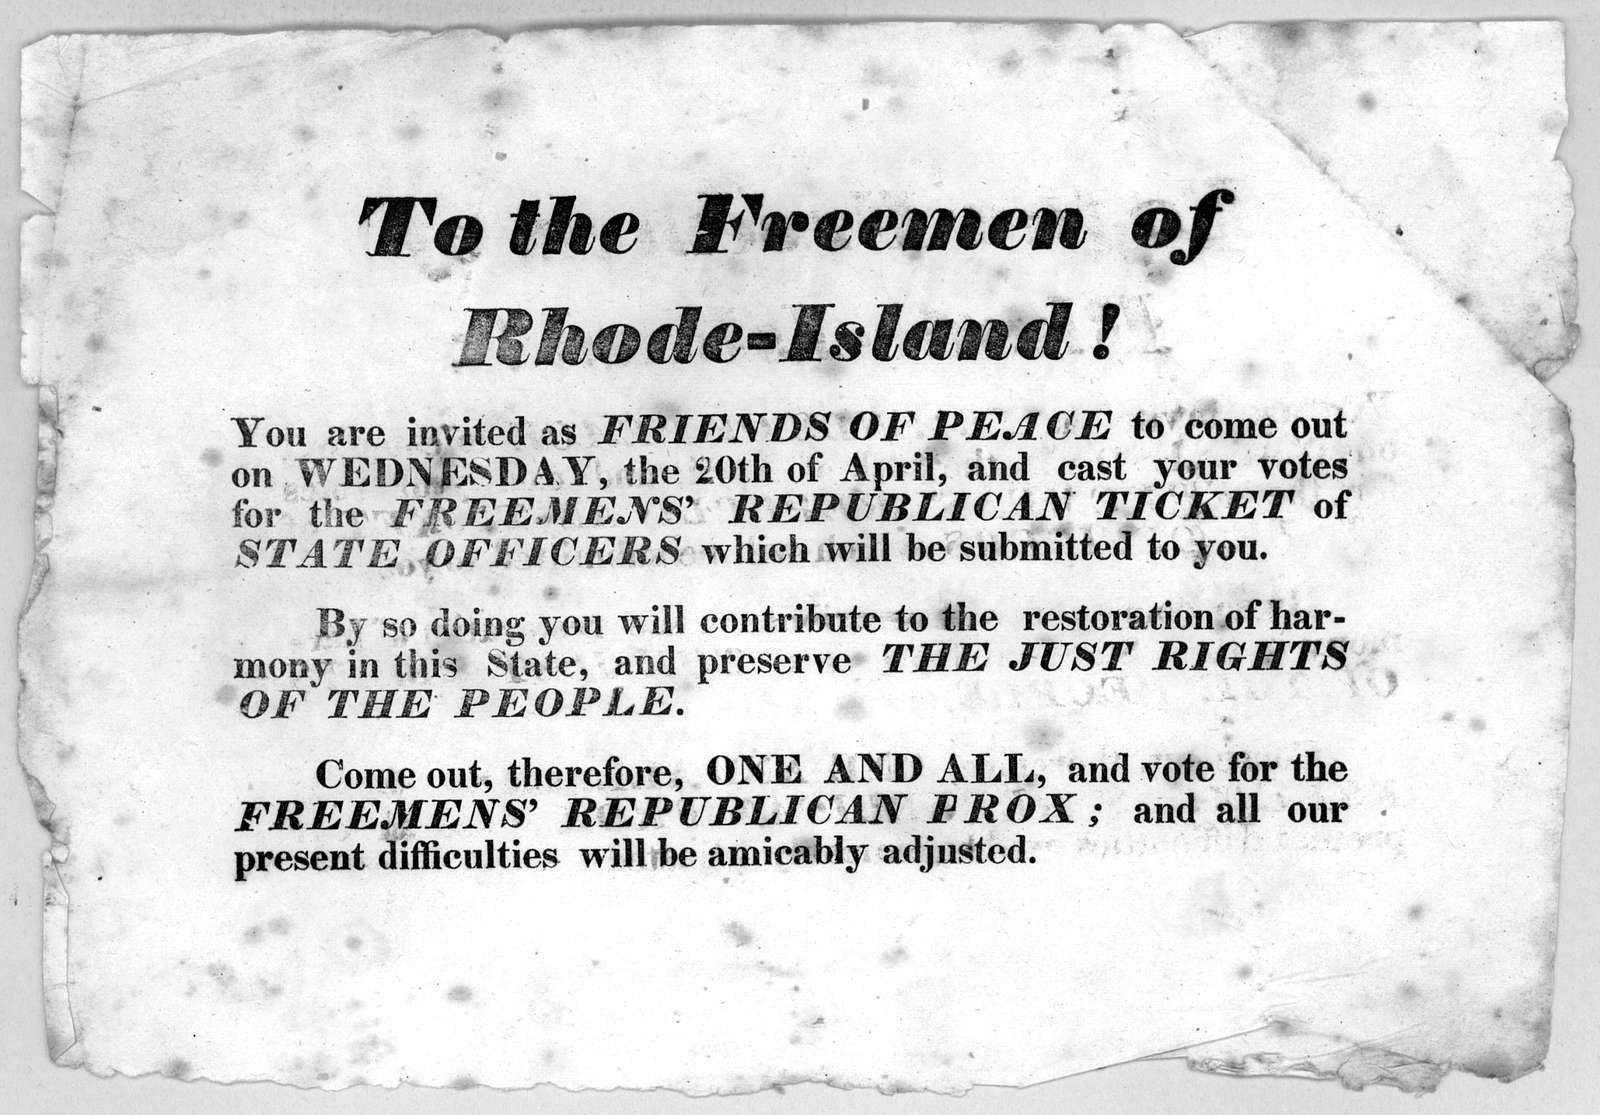 To the Freemen of
Rhode-Island!
You are invited as FRIENDS OF PEACE to come out
on WEDNESDAY, the 20th of April, and cast your votes
for the FREEMENS' REPUBLICAN TICKET of
STATE OFFICERS which will be submitted to you.
By so doing you will contribute to the restoration of har-
mony in this State, and preserve THE JUST RIGHTS
OF THE PEOPLE.
Come out, therefore, ONE AND ALL, and vote for the
FREEMENS' REPUBLICAN PROX; and all our
present difficulties will be amicably adjusted.